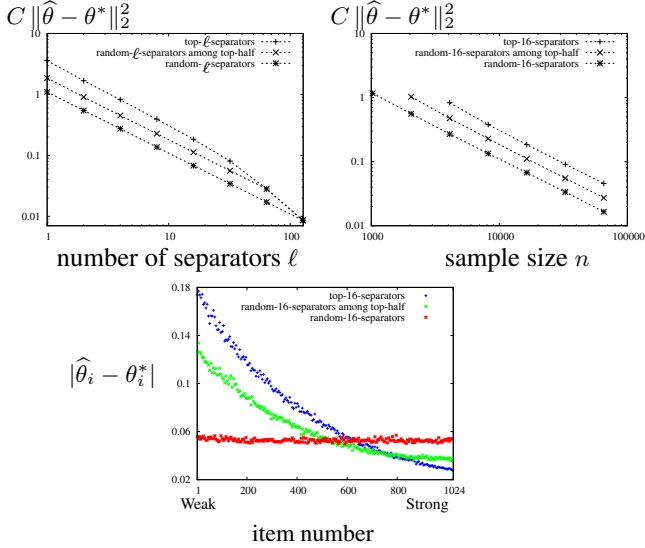 C ‖θ̂ − θ*‖₂²
10
1
0.1
0.01
top-ℓ-separators
random-ℓ-separators among top-half
random-ℓ-separators
1
10
100
number of separators ℓ
C ‖θ̂ − θ*‖₂²
10
1
0.1
0.01
top-16-separators
random-16-separators among top-half
random-16-separators
1000
10000
100000
sample size n
|θ̂ᵢ − θᵢ*|
0.18
0.14
0.1
0.06
0.02
top-16-separators
random-16-separators among top-half
random-16-separators
1
200
400
600
800
1024
Weak
Strong
item number